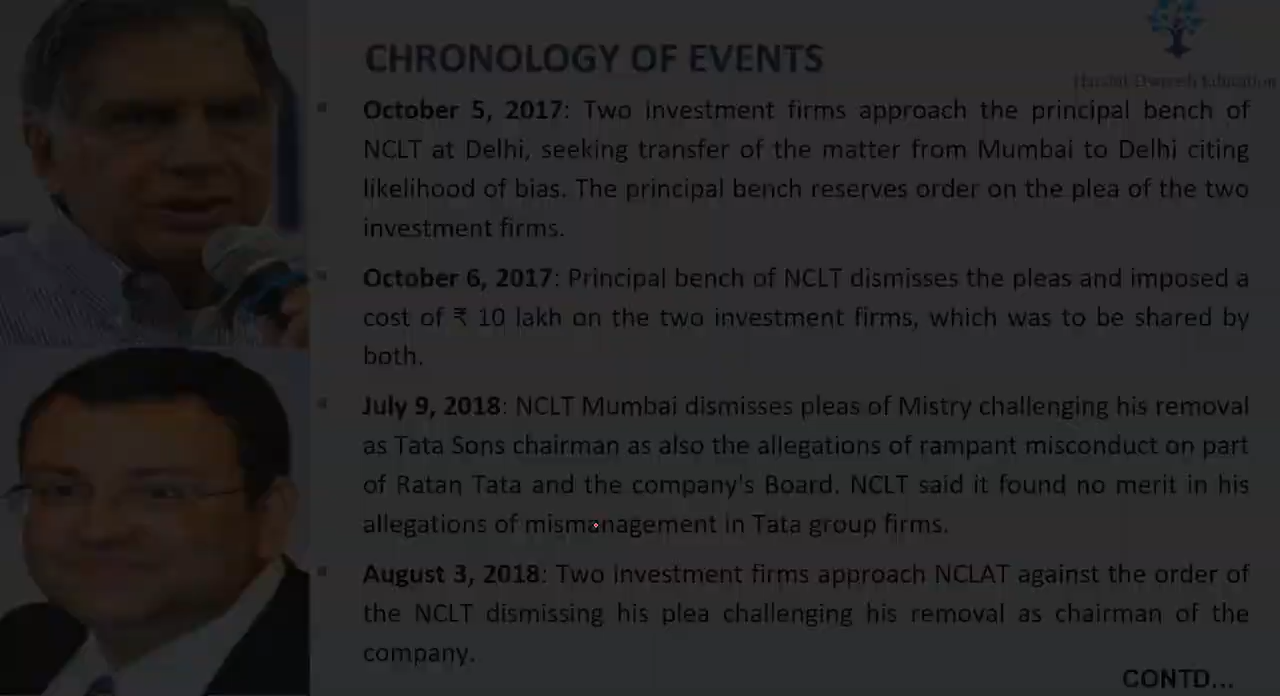 CHRONOLOGY OF EVENTS
October 5, 2017: Two investment firms approach the principal bench of
NCLT at Delhi, seeking transfer of the matter from Mumbai to Delhi citing
likelihood of bias. The principal bench reserves order on the plea of the two
investment firms.
October 6, 2017: Principal bench of NCLT dismisses the pleas and imposed a
cost of ₹ 10 lakh on the two investment firms, which was to be shared by
both.
July 9, 2018: NCLT Mumbai dismisses pleas of Mistry challenging his removal
as Tata Sons chairman as also the allegations of rampant misconduct on part
of Ratan Tata and the company's Board. NCLT said it found no merit in his
allegations of mismanagement in Tata group firms.
August 3, 2018: Two investment firms approach NCLAT against the order of
the NCLT dismissing his plea challenging his removal as chairman of the
company.
CONTD...